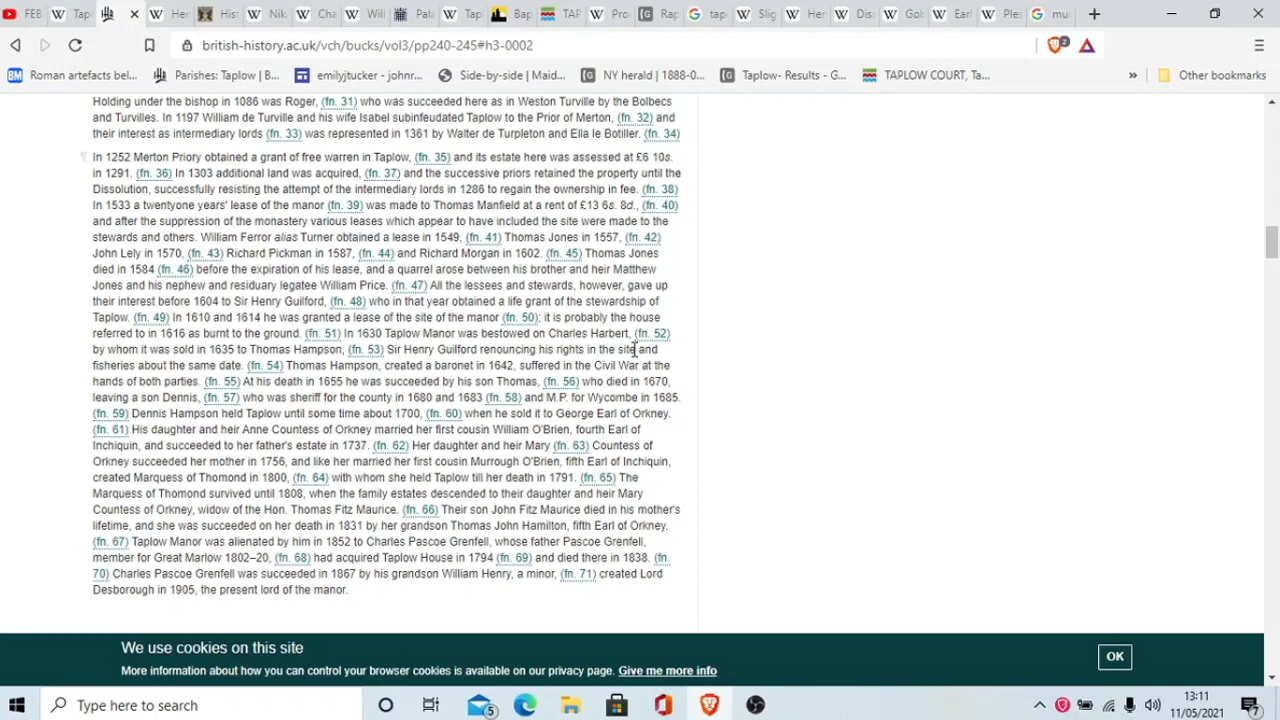 FEB
Tap
Her
Hist
Nik
Cha
Will
Pala
Tap
Bap
TAP
Pro
Rap
tapl
Slig
Her
Diss
Gol
Earl
Ples
mu
british-history.ac.uk/vch/bucks/vol3/pp240-245#h3-0002
2
Roman artefacts bel...
Parishes: Taplow | B...
emilyjtucker - johnr...
Side-by-side | Maid...
NY herald | 1888-0...
Taplow- Results - G...
TAPLOW COURT, Ta...
»
Other bookmarks
Holding under the bishop in 1086 was Roger, (fn. 31) who was succeeded here as in Weston Turville by the Bolbecs
and Turvilles. In 1197 William de Turville and his wife Isabel subinfeudated Taplow to the Prior of Merton, (fn. 32) and
their interest as intermediary lords (fn. 33) was represented in 1361 by Walter de Turpleton and Ella le Botiller. (fn. 34)
¶ In 1252 Merton Priory obtained a grant of free warren in Taplow, (fn. 35) and its estate here was assessed at £6 10s.
in 1291. (fn. 36) In 1303 additional land was acquired, (fn. 37) and the successive priors retained the property until the
Dissolution, successfully resisting the attempt of the intermediary lords in 1286 to regain the ownership in fee. (fn. 38)
In 1533 a twentyone years' lease of the manor (fn. 39) was made to Thomas Manfield at a rent of £13 6s. 8d., (fn. 40)
and after the suppression of the monastery various leases which appear to have included the site were made to the
stewards and others. William Ferror alias Turner obtained a lease in 1549, (fn. 41) Thomas Jones in 1557, (fn. 42)
John Lely in 1570, (fn. 43) Richard Pickman in 1587, (fn. 44) and Richard Morgan in 1602. (fn. 45) Thomas Jones
died in 1584 (fn. 46) before the expiration of his lease, and a quarrel arose between his brother and heir Matthew
Jones and his nephew and residuary legatee William Price. (fn. 47) All the lessees and stewards, however, gave up
their interest before 1604 to Sir Henry Guilford, (fn. 48) who in that year obtained a life grant of the stewardship of
Taplow. (fn. 49) In 1610 and 1614 he was granted a lease of the site of the manor (fn. 50); it is probably the house
referred to in 1616 as burnt to the ground. (fn. 51) In 1630 Taplow Manor was bestowed on Charles Harbert, (fn. 52)
by whom it was sold in 1635 to Thomas Hampson, (fn. 53) Sir Henry Guilford renouncing his rights in the site and
fisheries about the same date. (fn. 54) Thomas Hampson, created a baronet in 1642, suffered in the Civil War at the
hands of both parties. (fn. 55) At his death in 1655 he was succeeded by his son Thomas, (fn. 56) who died in 1670,
leaving a son Dennis, (fn. 57) who was sheriff for the county in 1680 and 1683 (fn. 58) and M.P. for Wycombe in 1685.
(fn. 59) Dennis Hampson held Taplow until some time about 1700, (fn. 60) when he sold it to George Earl of Orkney.
(fn. 61) His daughter and heir Anne Countess of Orkney married her first cousin William O'Brien, fourth Earl of
Inchiquin, and succeeded to her father's estate in 1737. (fn. 62) Her daughter and heir Mary (fn. 63) Countess of
Orkney succeeded her mother in 1756, and like her married her first cousin Murrough O'Brien, fifth Earl of Inchiquin,
created Marquess of Thomond in 1800, (fn. 64) with whom she held Taplow till her death in 1791. (fn. 65) The
Marquess of Thomond survived until 1808, when the family estates descended to their daughter and heir Mary
Countess of Orkney, widow of the Hon. Thomas Fitz Maurice. (fn. 66) Their son John Fitz Maurice died in his mother's
lifetime, and she was succeeded on her death in 1831 by her grandson Thomas John Hamilton, fifth Earl of Orkney.
(fn. 67) Taplow Manor was alienated by him in 1852 to Charles Pascoe Grenfell, whose father Pascoe Grenfell,
member for Great Marlow 1802–20, (fn. 68) had acquired Taplow House in 1794 (fn. 69) and died there in 1838. (fn.
70) Charles Pascoe Grenfell was succeeded in 1867 by his grandson William Henry, a minor, (fn. 71) created Lord
Desborough in 1905, the present lord of the manor.
We use cookies on this site
More information about how you can control your browser cookies is available on our privacy page. Give me more info
OK
Type here to search
5
13:11
11/05/2021
7